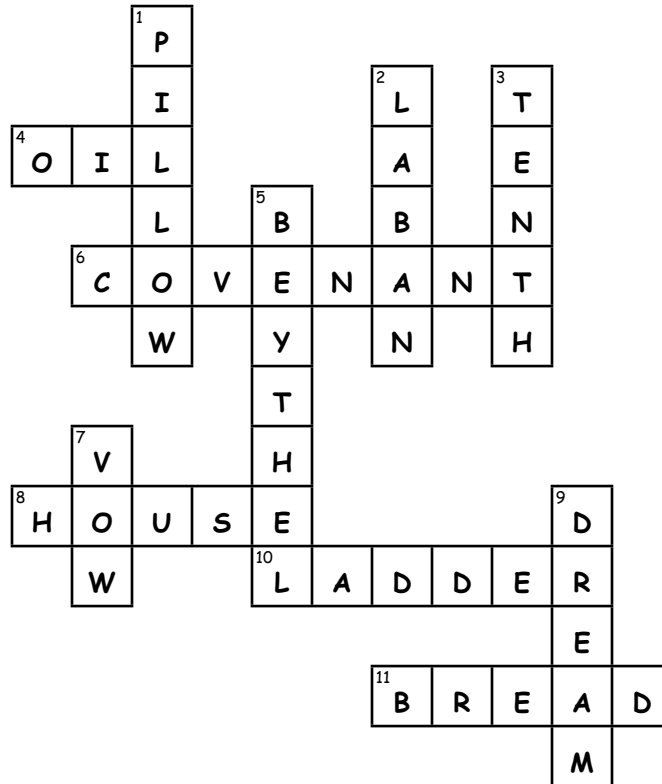 1
P
I 2 L 3 T
4 O I L A E
L 5 B B N
6 C O V E N A N T
W Y N H
T
7 V H
8 H O U S E 9 D
W 10 L A D D E R
E
11 B R E A D
M